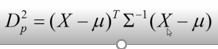 D_p^2 = (X − μ)^T Σ^{-1} (X − μ)